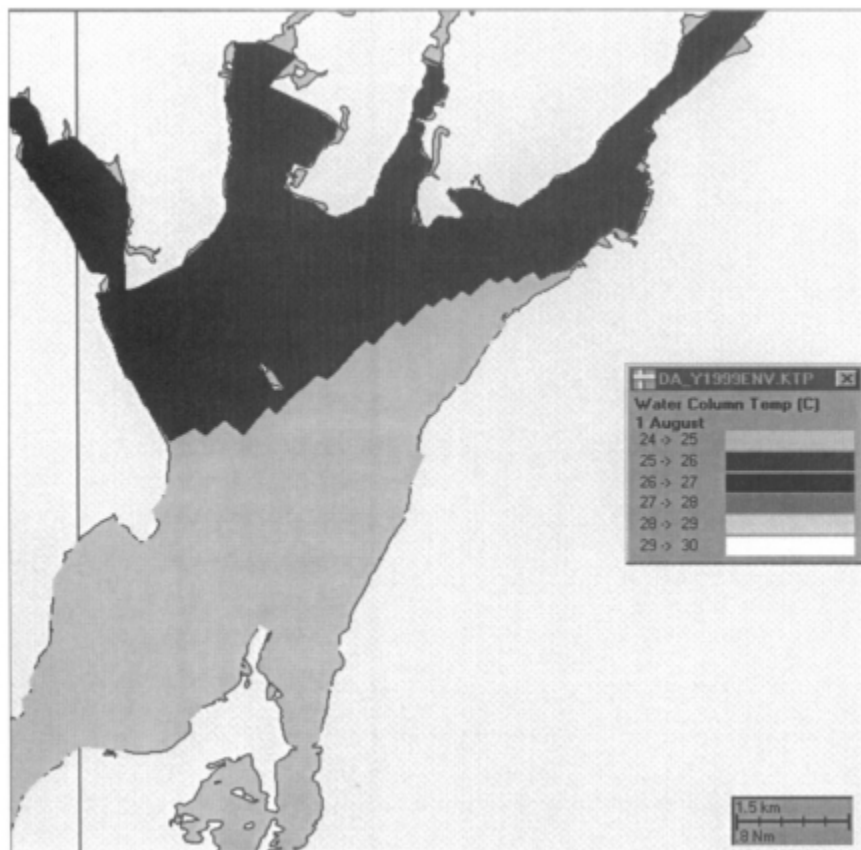 DA_Y1999ENV.KTP
Water Column Temp (C)
1 August
24 -> 25
25 -> 26
26 -> 27
27 -> 28
28 -> 29
29 -> 30
1.5 km
.8 Nm